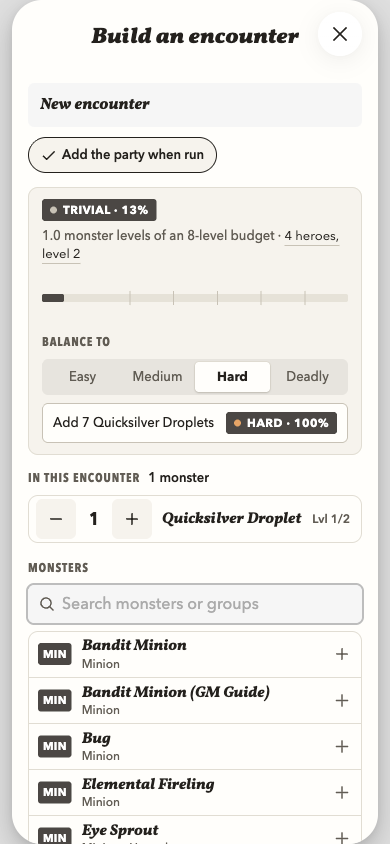 Build an encounter
New encounter
Add the party when run
TRIVIAL · 13%
1.0 monster levels of an 8-level budget · 4 heroes,
level 2
BALANCE TO
Easy Medium Hard Deadly
Add 7 Quicksilver Droplets HARD · 100%
IN THIS ENCOUNTER 1 monster
1 Quicksilver Droplet Lvl 1/2
MONSTERS
Search monsters or groups
MIN Bandit Minion
Minion
MIN Bandit Minion (GM Guide)
Minion
MIN Bug
Minion
MIN Elemental Fireling
Minion
MIN Eye Sprout